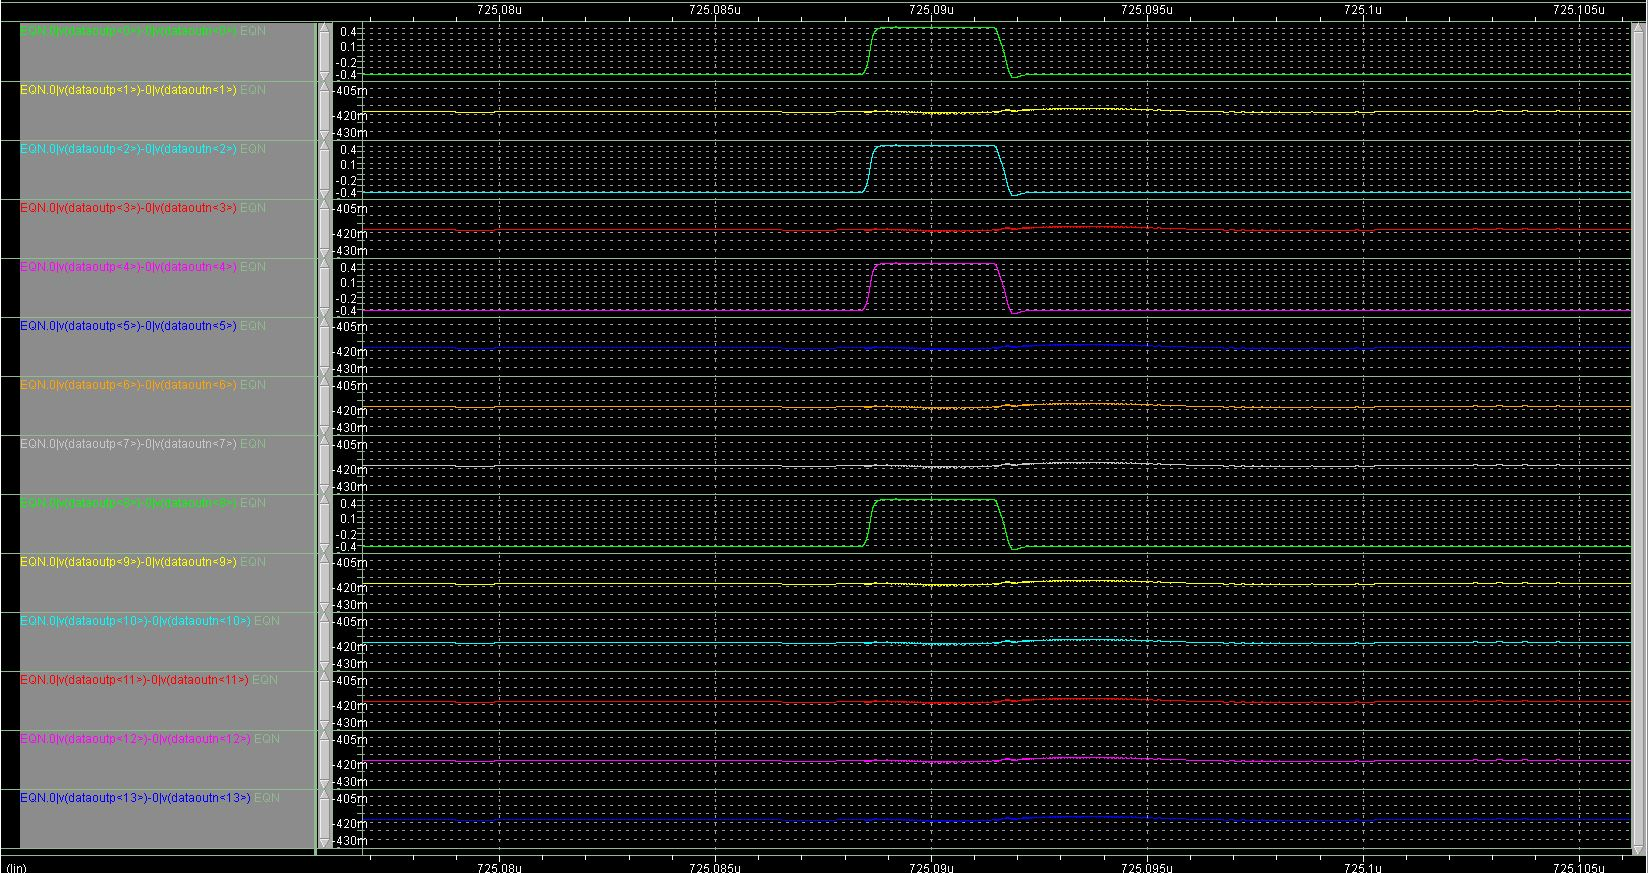 725.08u 725.085u 725.09u 725.095u 725.1u 725.105u
EQN.0|v(dataoutp<0>)-0|v(dataoutn<0>) EQN
0.4
0.1
-0.2
-0.4
EQN.0|v(dataoutp<1>)-0|v(dataoutn<1>) EQN
-405m
-420m
-430m
EQN.0|v(dataoutp<2>)-0|v(dataoutn<2>) EQN
0.4
0.1
-0.2
-0.4
EQN.0|v(dataoutp<3>)-0|v(dataoutn<3>) EQN
-405m
-420m
-430m
EQN.0|v(dataoutp<4>)-0|v(dataoutn<4>) EQN
0.4
0.1
-0.2
-0.4
EQN.0|v(dataoutp<5>)-0|v(dataoutn<5>) EQN
-405m
-420m
-430m
EQN.0|v(dataoutp<6>)-0|v(dataoutn<6>) EQN
-405m
-420m
-430m
EQN.0|v(dataoutp<7>)-0|v(dataoutn<7>) EQN
-405m
-420m
-430m
EQN.0|v(dataoutp<8>)-0|v(dataoutn<8>) EQN
0.4
0.1
-0.2
-0.4
EQN.0|v(dataoutp<9>)-0|v(dataoutn<9>) EQN
-405m
-420m
-430m
EQN.0|v(dataoutp<10>)-0|v(dataoutn<10>) EQN
-405m
-420m
-430m
EQN.0|v(dataoutp<11>)-0|v(dataoutn<11>) EQN
-405m
-420m
-430m
EQN.0|v(dataoutp<12>)-0|v(dataoutn<12>) EQN
-405m
-420m
-430m
EQN.0|v(dataoutp<13>)-0|v(dataoutn<13>) EQN
-405m
-420m
-430m
(lin) 725.08u 725.085u 725.09u 725.095u 725.1u 725.105u